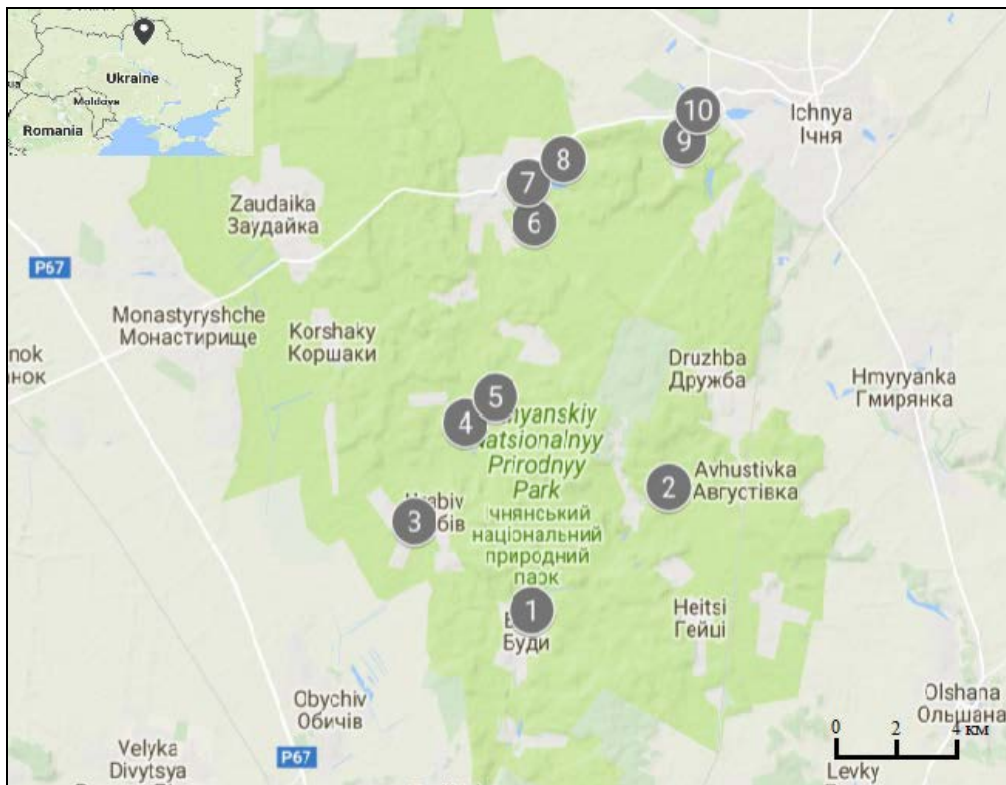 Ukraine
Moldova
Romania
10
Ichnya
Ічня
9
8
7
6
Zaudaika
Заудайка
P67
Monastyryshche
Монастирище
Korshaky
Коршаки
Druzhba
Дружба
Hmyryanka
Гмирянка
5
4
Prirodnyy
Park
Ічнянський
національний
природний
парк
2
Avhustivka
Августівка
3
1
Буди
Heitsi
Гейці
Obychiv
Обичів
P67
Velyka
Divytsya
Olshana
Ольшана
0 2 4 км
Levky